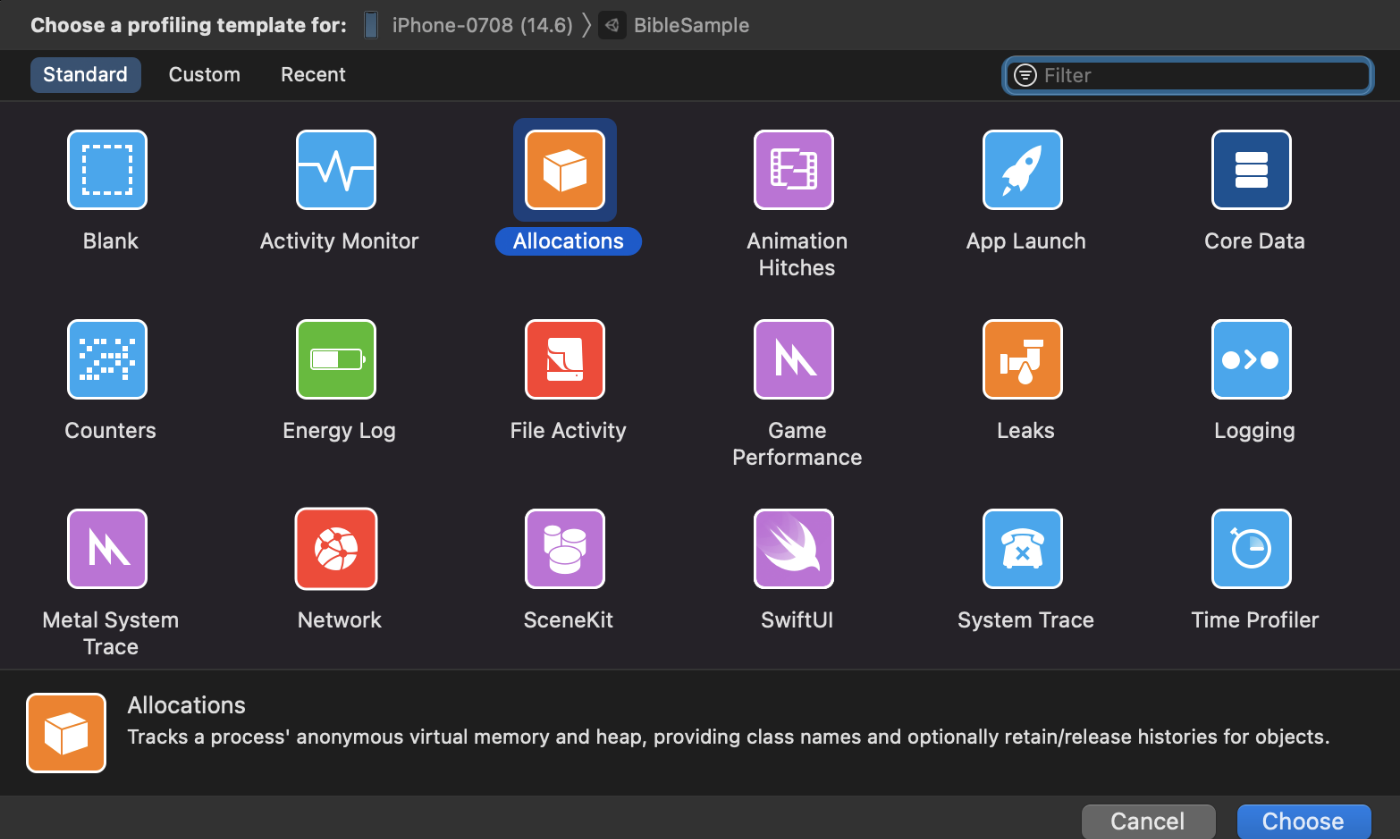 Choose a profiling template for: iPhone-0708 (14.6) BibleSample
Standard Custom Recent Filter
Blank Activity Monitor Allocations Animation App Launch Core Data
Hitches
Counters Energy Log File Activity Game Leaks Logging
Performance
Metal System Network SceneKit SwiftUI System Trace Time Profiler
Trace
Allocations
Tracks a process' anonymous virtual memory and heap, providing class names and optionally retain/release histories for objects.
Cancel Choose